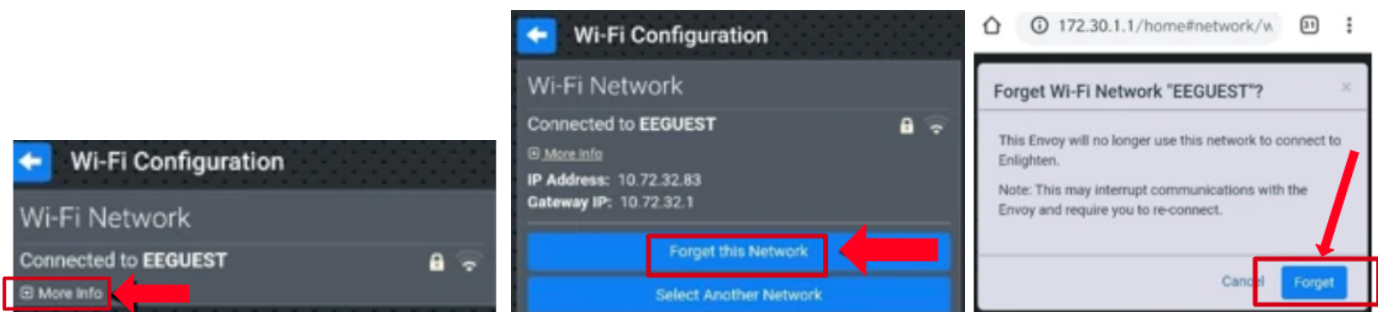 Wi-Fi Configuration
Wi-Fi Network
Connected to EEGUEST
More Info
Wi-Fi Configuration
Wi-Fi Network
Connected to EEGUEST
More Info
IP Address: 10.72.32.83
Gateway IP: 10.72.32.1
Forget this Network
Select Another Network
172.30.1.1/home#network/w
31
Forget Wi-Fi Network "EEGUEST"?
This Envoy will no longer use this network to connect to
Enlighten.
Note: This may interrupt communications with the
Envoy and require you to re-connect.
Cancel
Forget